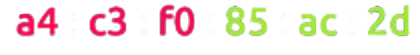 a4 : c3 : f0 : 85 : ac : 2d